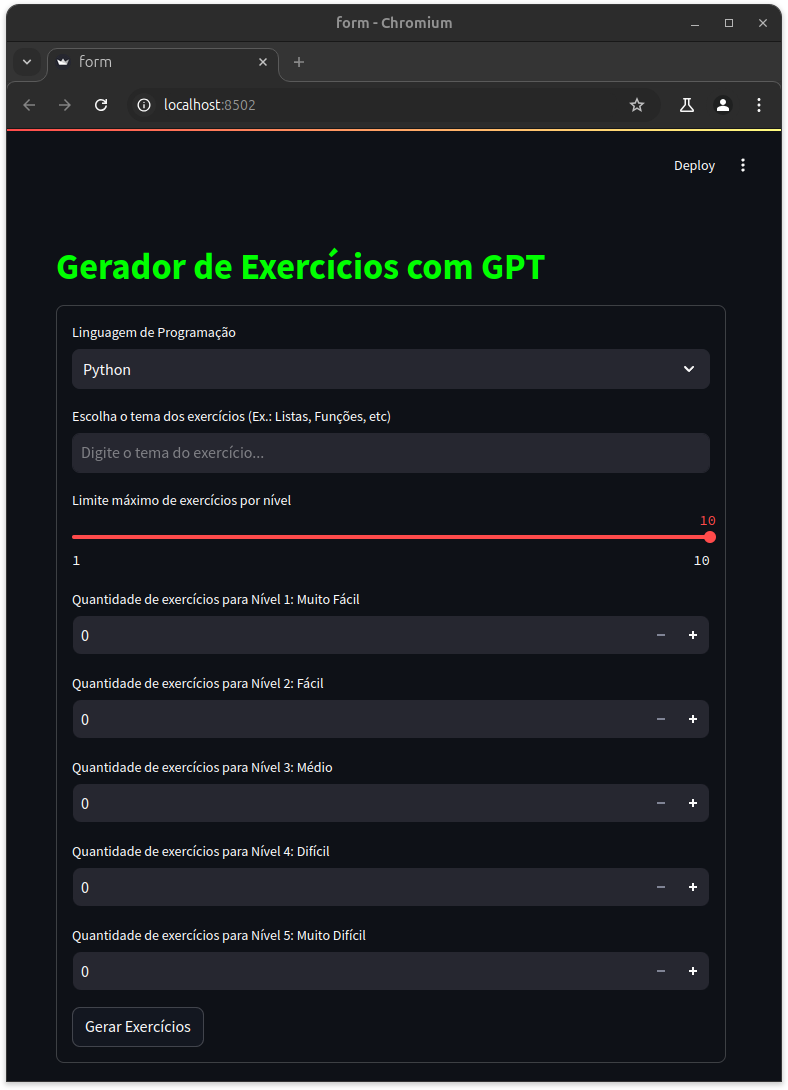 form - Chromium
form
localhost:8502
Deploy
Gerador de Exercícios com GPT
Linguagem de Programação
Python
Escolha o tema dos exercícios (Ex.: Listas, Funções, etc)
Digite o tema do exercício...
Limite máximo de exercícios por nível
10
1 10
Quantidade de exercícios para Nível 1: Muito Fácil
0
Quantidade de exercícios para Nível 2: Fácil
0
Quantidade de exercícios para Nível 3: Médio
0
Quantidade de exercícios para Nível 4: Difícil
0
Quantidade de exercícios para Nível 5: Muito Difícil
0
Gerar Exercícios